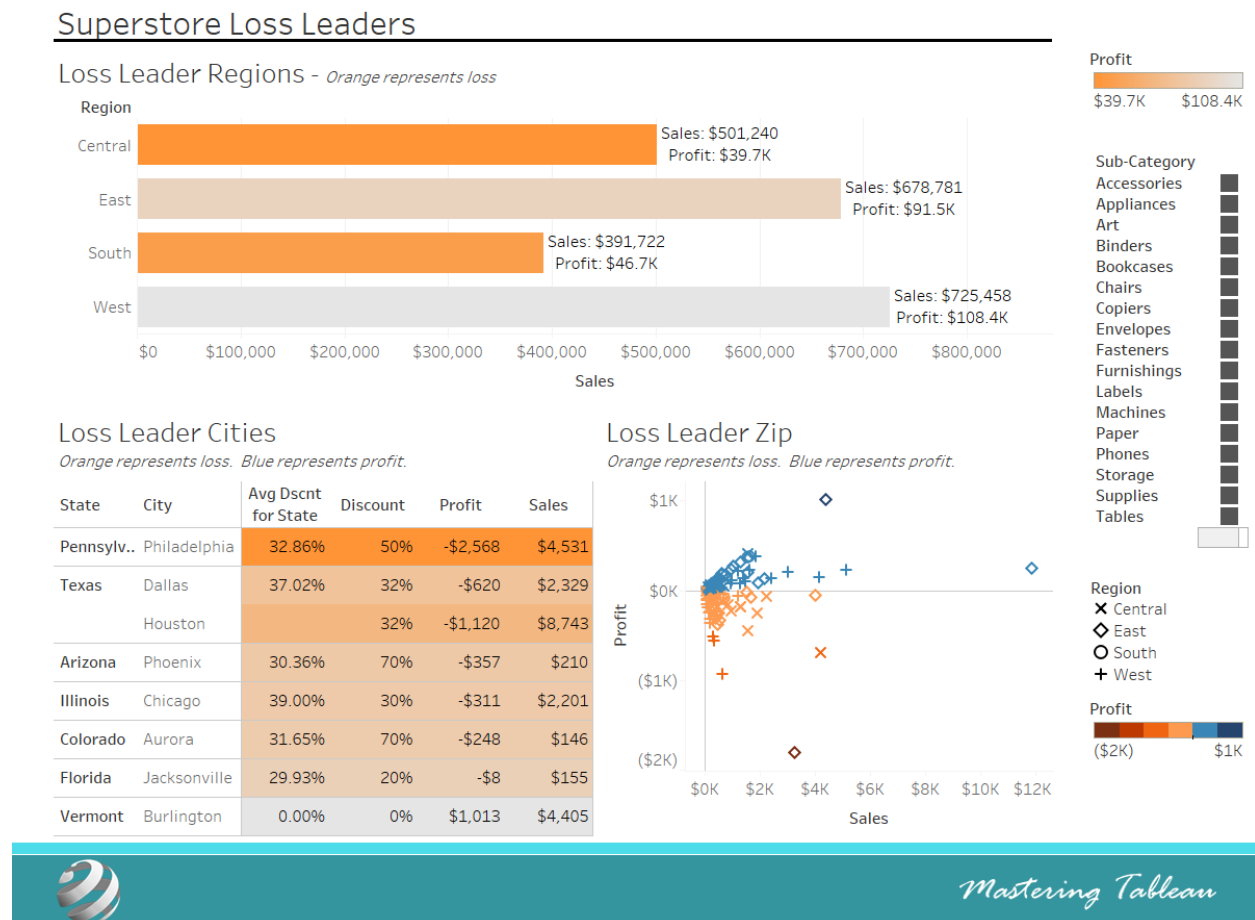 Superstore Loss Leaders
Loss Leader Regions - Orange represents loss
Region
Central
Sales: $501,240
Profit: $39.7K
East
Sales: $678,781
Profit: $91.5K
South
Sales: $391,722
Profit: $46.7K
West
Sales: $725,458
Profit: $108.4K
$0 $100,000 $200,000 $300,000 $400,000 $500,000 $600,000 $700,000 $800,000
Sales
Profit
$39.7K $108.4K
Sub-Category
Accessories
Appliances
Art
Binders
Bookcases
Chairs
Copiers
Envelopes
Fasteners
Furnishings
Labels
Machines
Paper
Phones
Storage
Supplies
Tables
Loss Leader Cities
Orange represents loss. Blue represents profit.
State City Avg Dscnt for State Discount Profit Sales
Pennsylv.. Philadelphia 32.86% 50% -$2,568 $4,531
Texas Dallas 37.02% 32% -$620 $2,329
Houston 32% -$1,120 $8,743
Arizona Phoenix 30.36% 70% -$357 $210
Illinois Chicago 39.00% 30% -$311 $2,201
Colorado Aurora 31.65% 70% -$248 $146
Florida Jacksonville 29.93% 20% -$8 $155
Vermont Burlington 0.00% 0% $1,013 $4,405
Loss Leader Zip
Orange represents loss. Blue represents profit.
Profit
$1K
$0K
($1K)
($2K)
$0K $2K $4K $6K $8K $10K $12K
Sales
Region
Central
East
South
West
Profit
($2K) $1K
Mastering Tableau